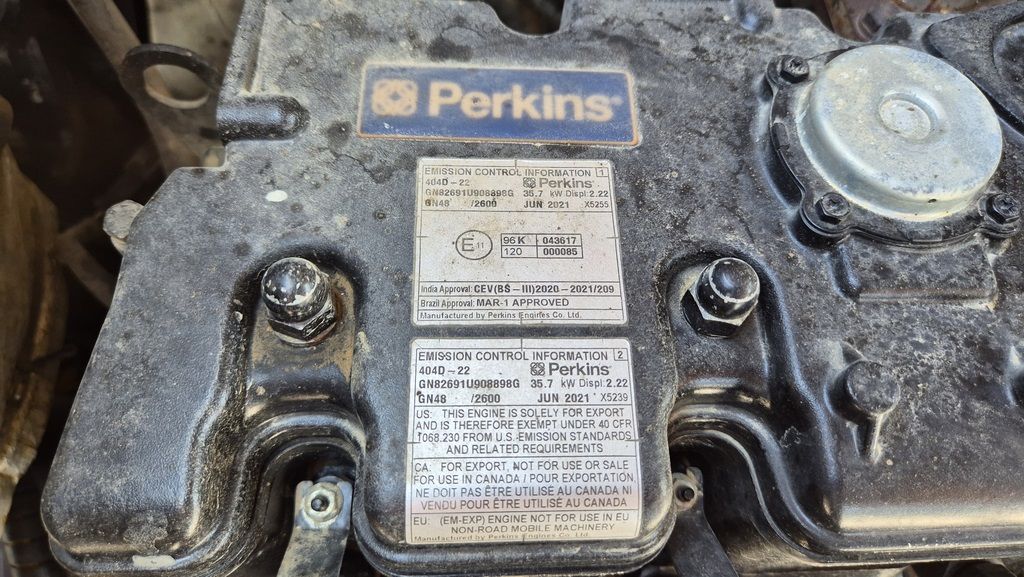 Perkins
EMISSION CONTROL INFORMATION 1
404D-22 Perkins
GN82691U908898G 35.7 kW Displ:2.22
GN48 /2600 JUN 2021 X5255
E 11 96 K 043617
120 000085
India Approval: CEV(BS-III)2020-2021/209
Brazil Approval: MAR-1 APPROVED
Manufactured by Perkins Engines Co. Ltd.
EMISSION CONTROL INFORMATION 2
404D-22 Perkins
GN82691U908898G 35.7 kW Displ:2.22
GN48 /2600 JUN 2021 X5239
US: THIS ENGINE IS SOLELY FOR EXPORT
AND IS THEREFORE EXEMPT UNDER 40 CFR
1068.230 FROM U.S. EMISSION STANDARDS
AND RELATED REQUIREMENTS
CA: FOR EXPORT, NOT FOR USE OR SALE
FOR USE IN CANADA / POUR EXPORTATION
NE DOIT PAS ÊTRE UTILISÉ AU CANADA NI
VENDU POUR ÊTRE UTILISÉ AU CANADA
EU: (EM-EXP) ENGINE NOT FOR USE IN EU
NON-ROAD MOBILE MACHINERY
Manufactured by Perkins Engines Co. Ltd.